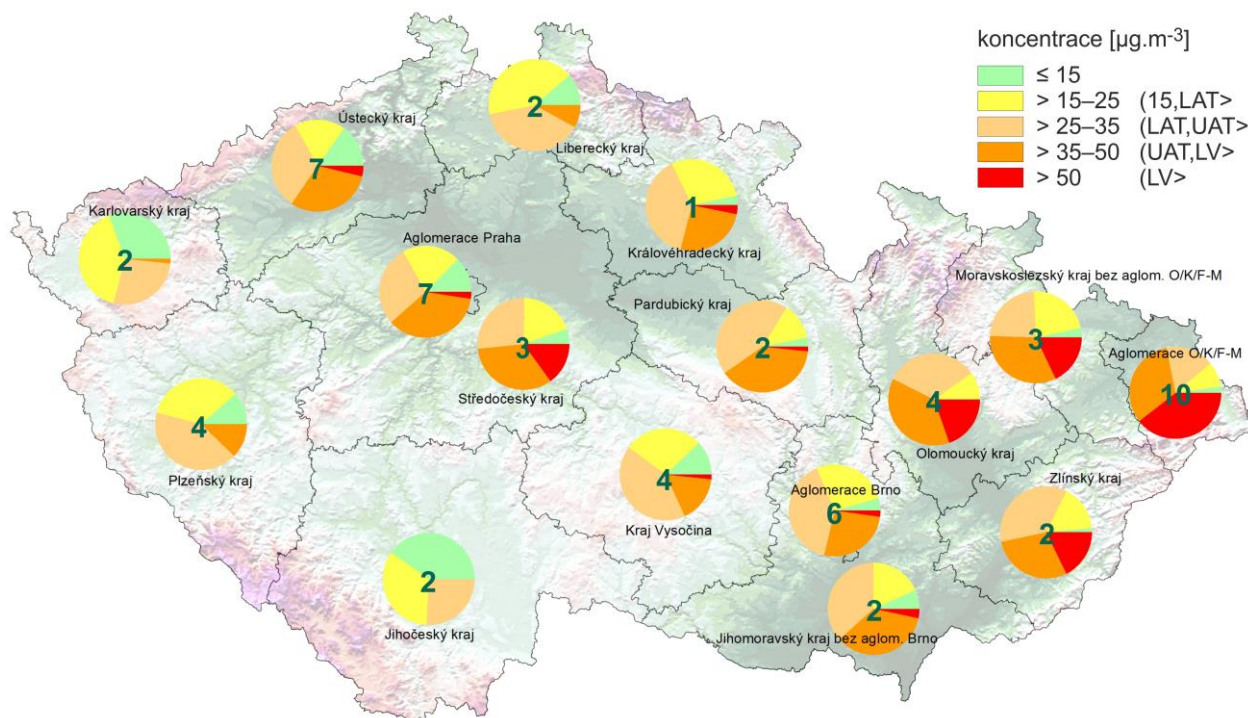 koncentrace [µg.m-3]
≤ 15
> 15–25 (15,LAT>
> 25–35 (LAT,UAT>
> 35–50 (UAT,LV>
> 50 (LV>
2
Liberecký kraj
Ústecký kraj
7
1
Královéhradecký kraj
Karlovarský kraj
2
Aglomerace Praha
7
Moravskoslezský kraj bez aglom. O/K/F-M
3
Pardubický kraj
2
3
Středočeský kraj
Aglomerace O/K/F-M
10
4
Olomoucký kraj
4
Plzeňský kraj
4
Kraj Vysočina
Aglomerace Brno
6
Zlínský kraj
2
2
Jihočeský kraj
2
Jihomoravský kraj bez aglom. Brno